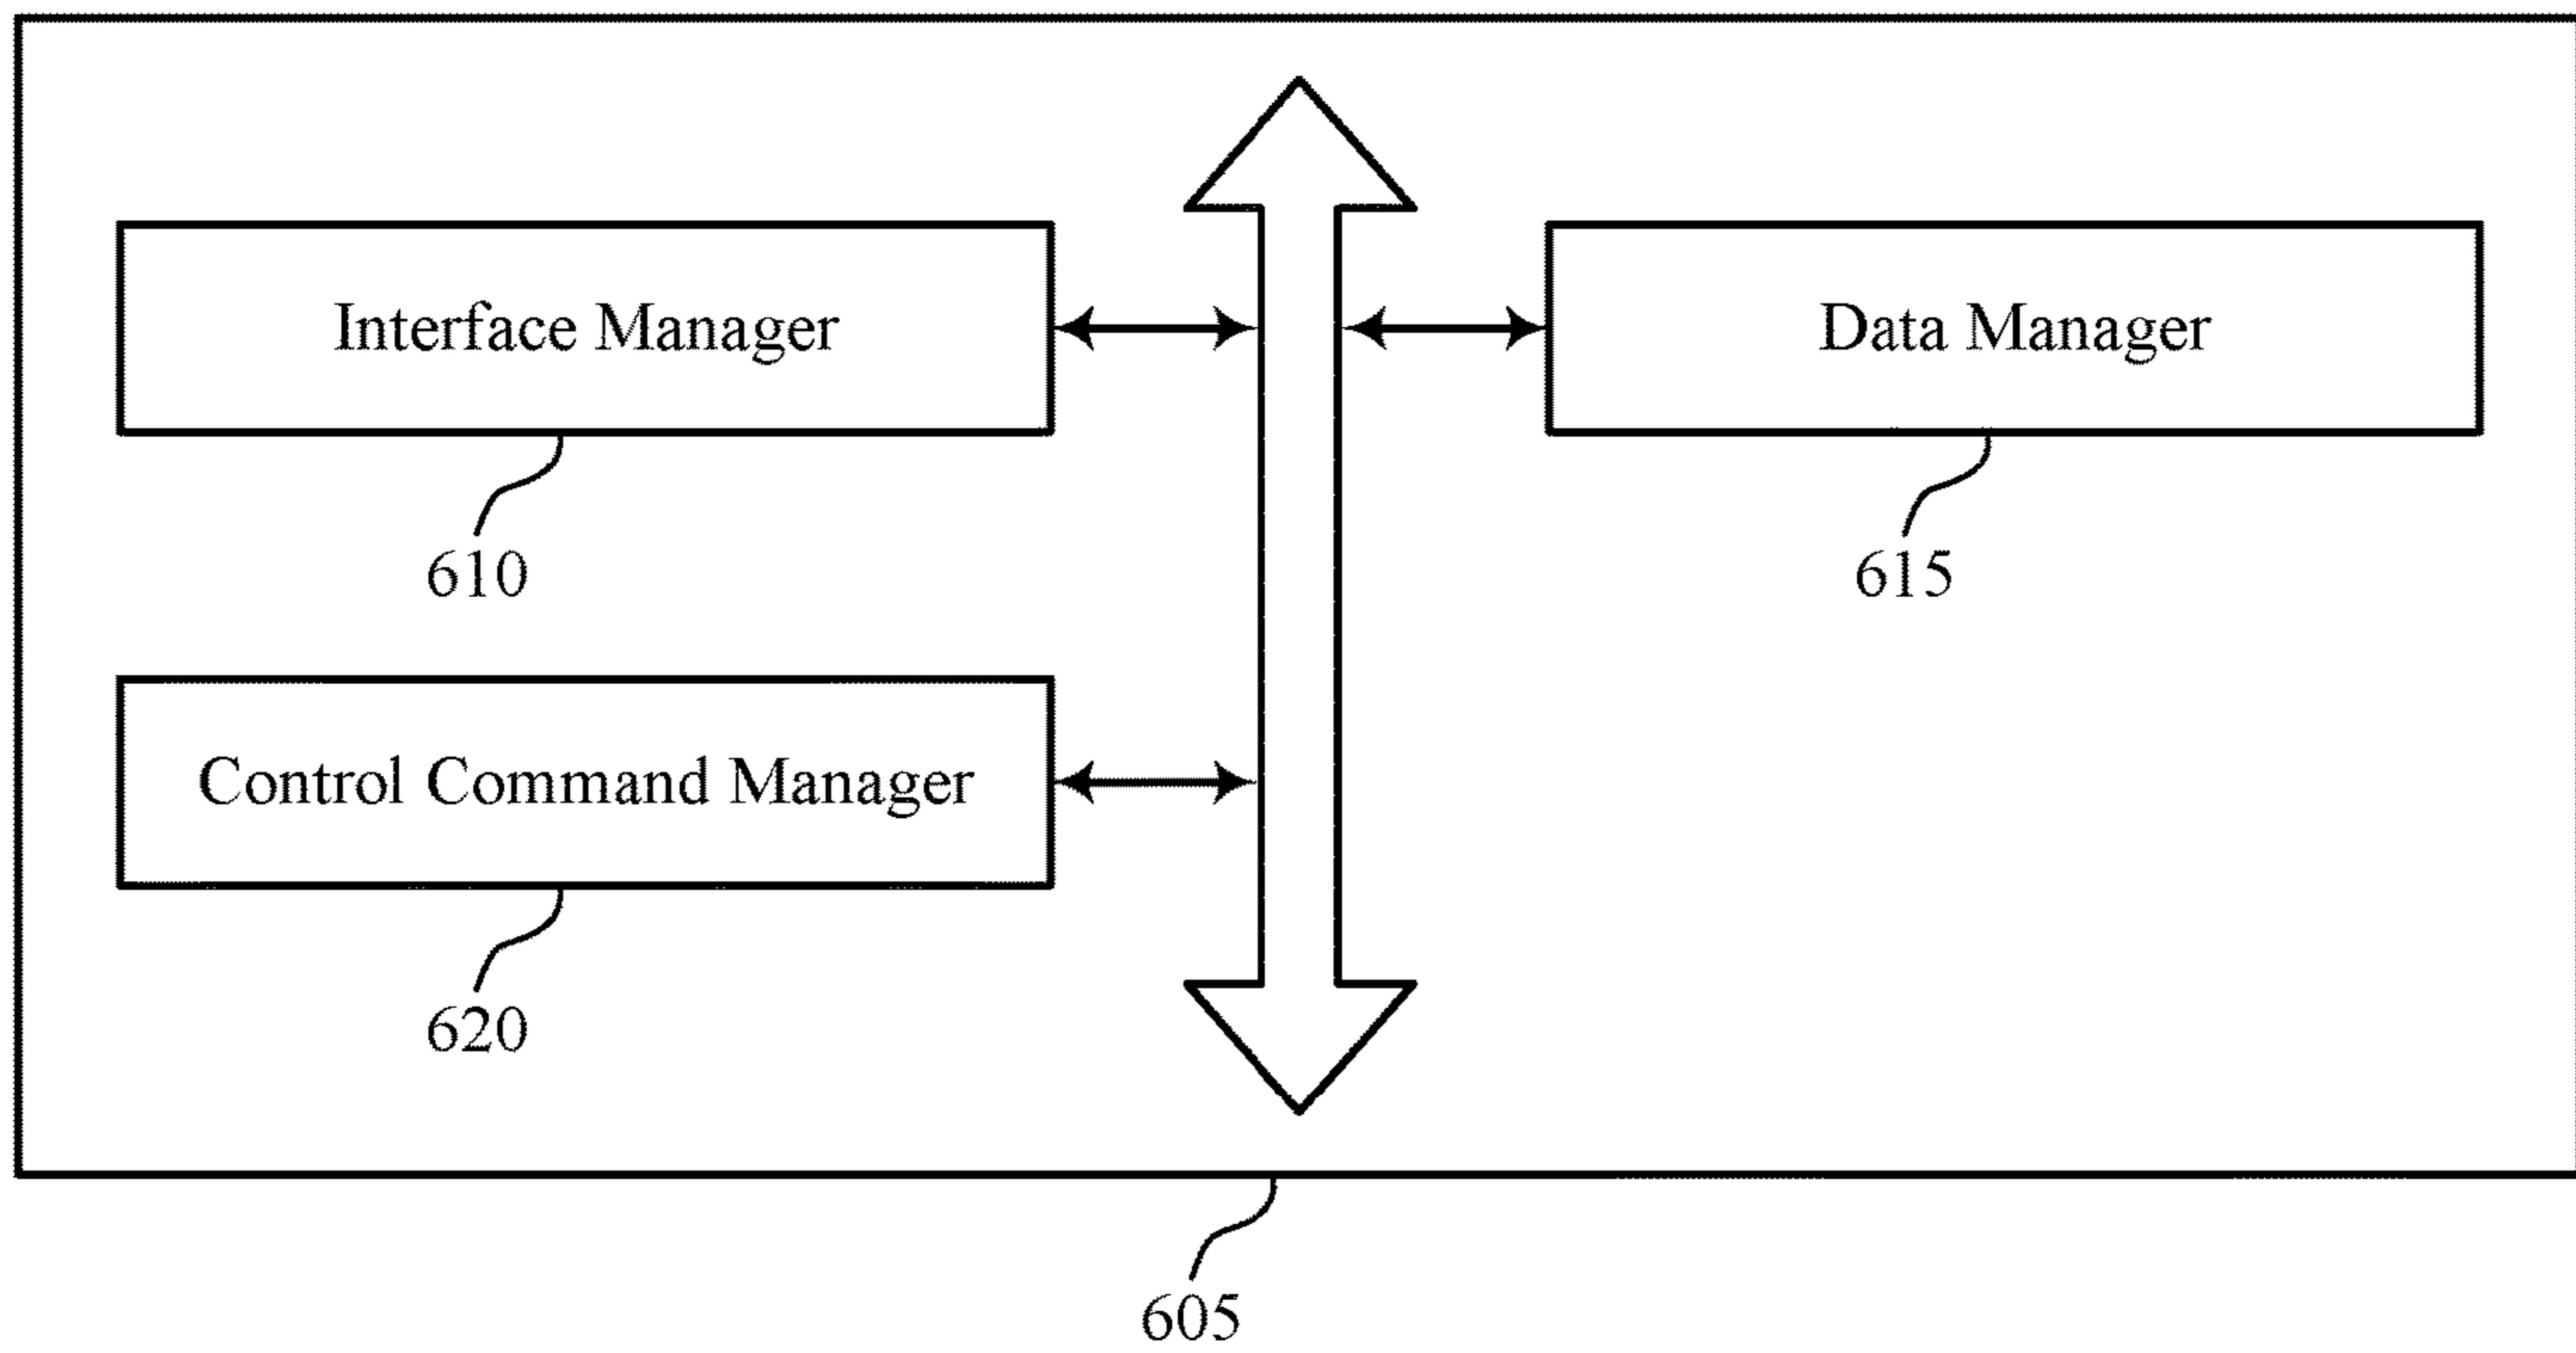 Interface Manager
Data Manager
610
615
Control Command Manager
620
605